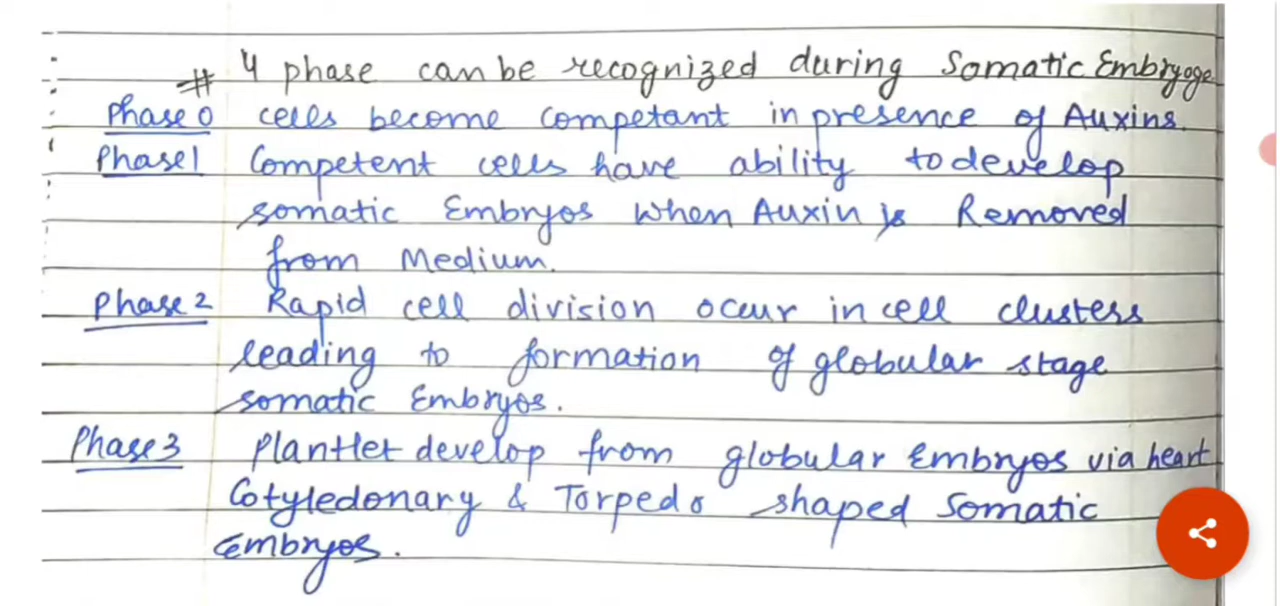 # 4 phase can be recognized during Somatic Embryoge
Phase 0 cells become competant in presence of Auxins.
Phase 1 Competent cells have ability to develop
somatic Embryos when Auxin is Removed
from Medium.
Phase 2 Rapid cell division occur in cell clusters
leading to formation of globular stage
somatic Embryos.
Phase 3 Plantlet develop from globular Embryos via heart
Cotyledonary & Torpedo shaped Somatic
Embryos.